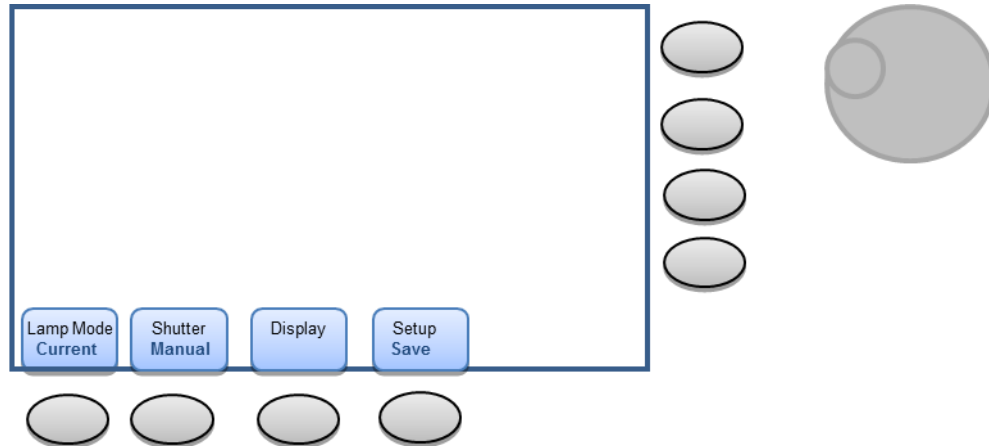 Lamp Mode
Current
Shutter
Manual
Display
Setup
Save